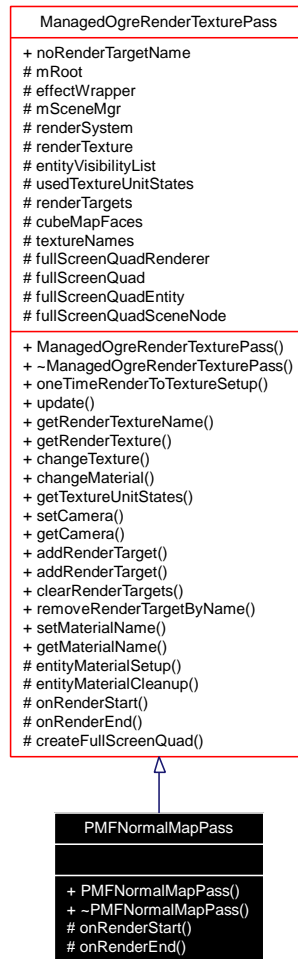 ManagedOgreRenderTexturePass
+ noRenderTargetName
# mRoot
# effectWrapper
# mSceneMgr
# renderSystem
# renderTexture
# entityVisibilityList
# usedTextureUnitStates
# renderTargets
# cubeMapFaces
# textureNames
# fullScreenQuadRenderer
# fullScreenQuad
# fullScreenQuadEntity
# fullScreenQuadSceneNode
+ ManagedOgreRenderTexturePass()
+ ~ManagedOgreRenderTexturePass()
+ oneTimeRenderToTextureSetup()
+ update()
+ getRenderTextureName()
+ getRenderTexture()
+ changeTexture()
+ changeMaterial()
+ getTextureUnitStates()
+ setCamera()
+ getCamera()
+ addRenderTarget()
+ addRenderTarget()
+ clearRenderTargets()
+ removeRenderTargetByName()
+ setMaterialName()
+ getMaterialName()
# entityMaterialSetup()
# entityMaterialCleanup()
# onRenderStart()
# onRenderEnd()
# createFullScreenQuad()
PMFNormalMapPass
+ PMFNormalMapPass()
+ ~PMFNormalMapPass()
# onRenderStart()
# onRenderEnd()